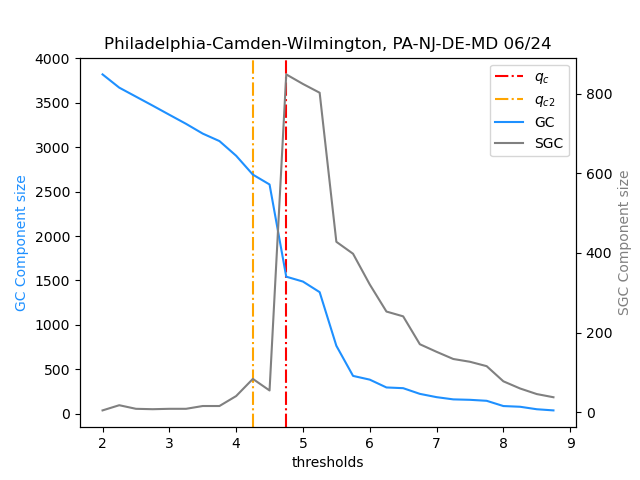 Philadelphia-Camden-Wilmington, PA-NJ-DE-MD 06/24
4000
3500
3000
2500
2000
1500
1000
500
0
GC Component size
800
600
400
200
0
SGC Component size
q_c
q_{c2}
GC
SGC
2 3 4 5 6 7 8 9
thresholds